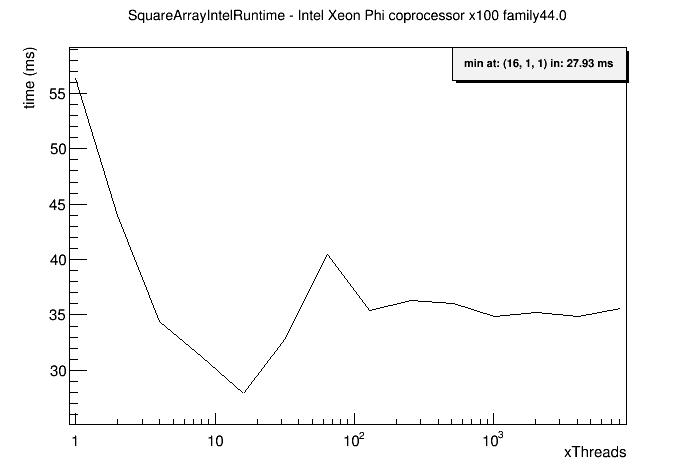 SquareArrayIntelRuntime - Intel Xeon Phi coprocessor x100 family44.0
time (ms)
min at: (16, 1, 1) in: 27.93 ms
55
50
45
40
35
30
1 10 10² 10³
xThreads